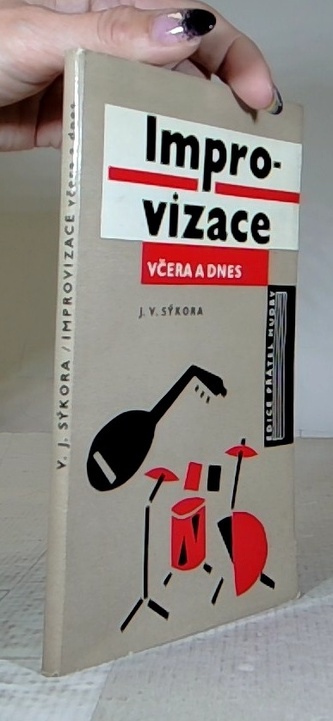 Impro-
vizace
VČERA A DNES
J. V. SÝKORA
EDICE PŘÁTEL HUDBY
V. J. SÝKORA / IMPROVIZACE včera a dnes